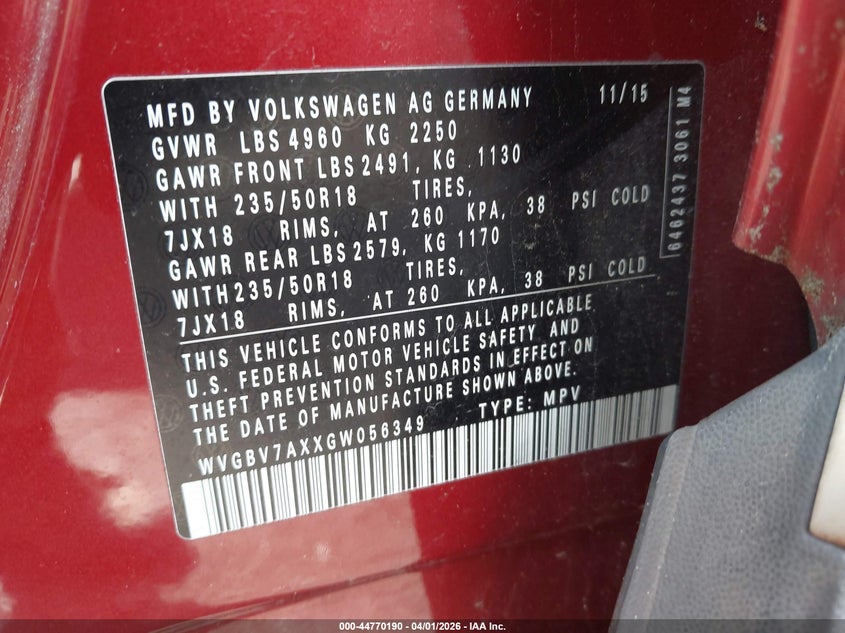 MFD BY VOLKSWAGEN AG GERMANY 11/15
GVWR LBS 4960 KG 2250
GAWR FRONT LBS 2491, KG 1130
WITH 235/50R18 TIRES,
7JX18 RIMS, AT 260 KPA, 38 PSI COLD
GAWR REAR LBS 2579, KG 1170
WITH 235/50R18 TIRES,
7JX18 RIMS, AT 260 KPA, 38 PSI COLD
THIS VEHICLE CONFORMS TO ALL APPLICABLE
U.S. FEDERAL MOTOR VEHICLE SAFETY AND
THEFT PREVENTION STANDARDS IN EFFECT ON
THE DATE OF MANUFACTURE SHOWN ABOVE.
WVGBV7AXXGW056349 TYPE: MPV
6462437 3061 M4
000-44770190 - 04/01/2026 - IAA Inc.